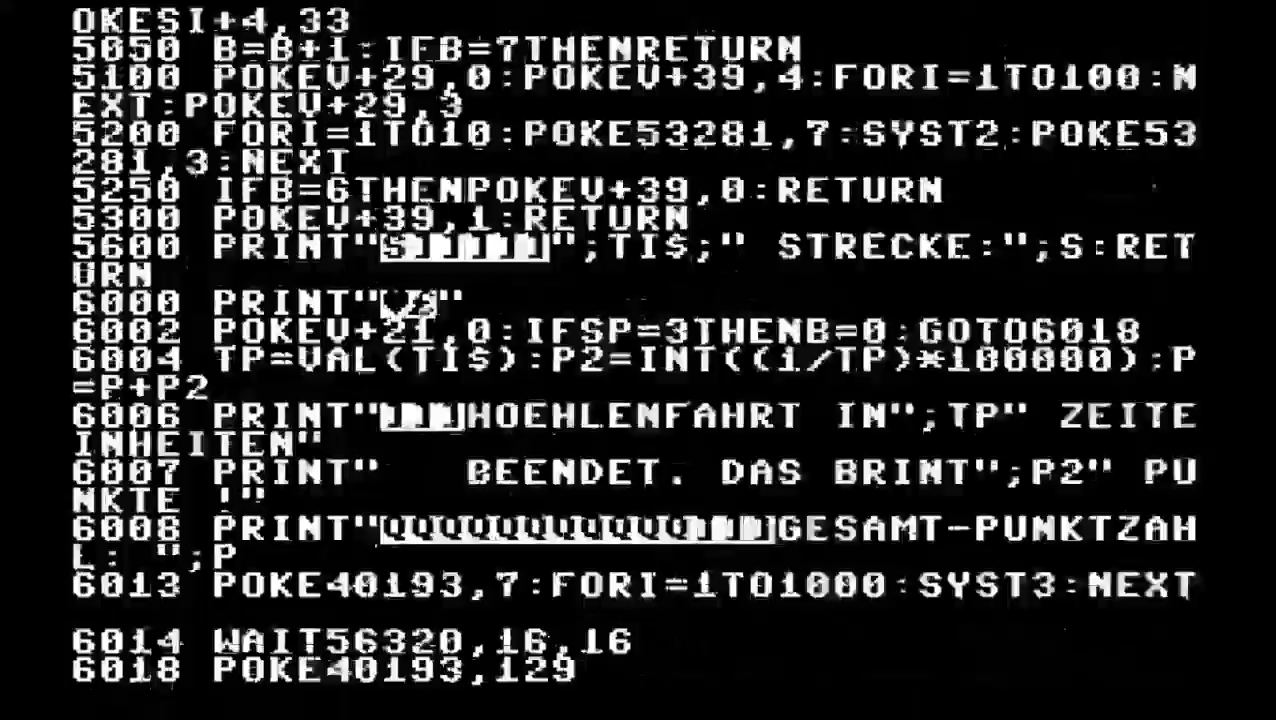 OKESI+4,33
5050 B=B+1:IFB=7THENRETURN
5100 POKEV+29,0:POKEV+39,4:FORI=1TO100:N
EXT:POKEV+29,3
5200 FORI=1TO10:POKE53281,7:SYST2:POKE53
281,3:NEXT
5250 IFB=6THENPOKEV+39,0:RETURN
5300 POKEV+39,1:RETURN
5600 PRINT"S]]]]]";TI$;" STRECKE:";S:RET
URN
6000 PRINT""
6002 POKEV+21,0:IFSP=3THENB=0:GOTO6018
6004 TP=VAL(TI$):P2=INT((1/TP)*100000):P
=P+P2
6006 PRINT"]]]HOEHLENFAHRT IN";TP" ZEITE
INHEITEN"
6007 PRINT"   BEENDET. DAS BRINT";P2" PU
NKTE !"
6008 PRINT"QQQQQQQQQQQ]]]GESAMT-PUNKTZAH
L: ";P
6013 POKE40193,7:FORI=1TO1000:SYST3:NEXT
6014 WAIT56320,16,16
6018 POKE40193,129